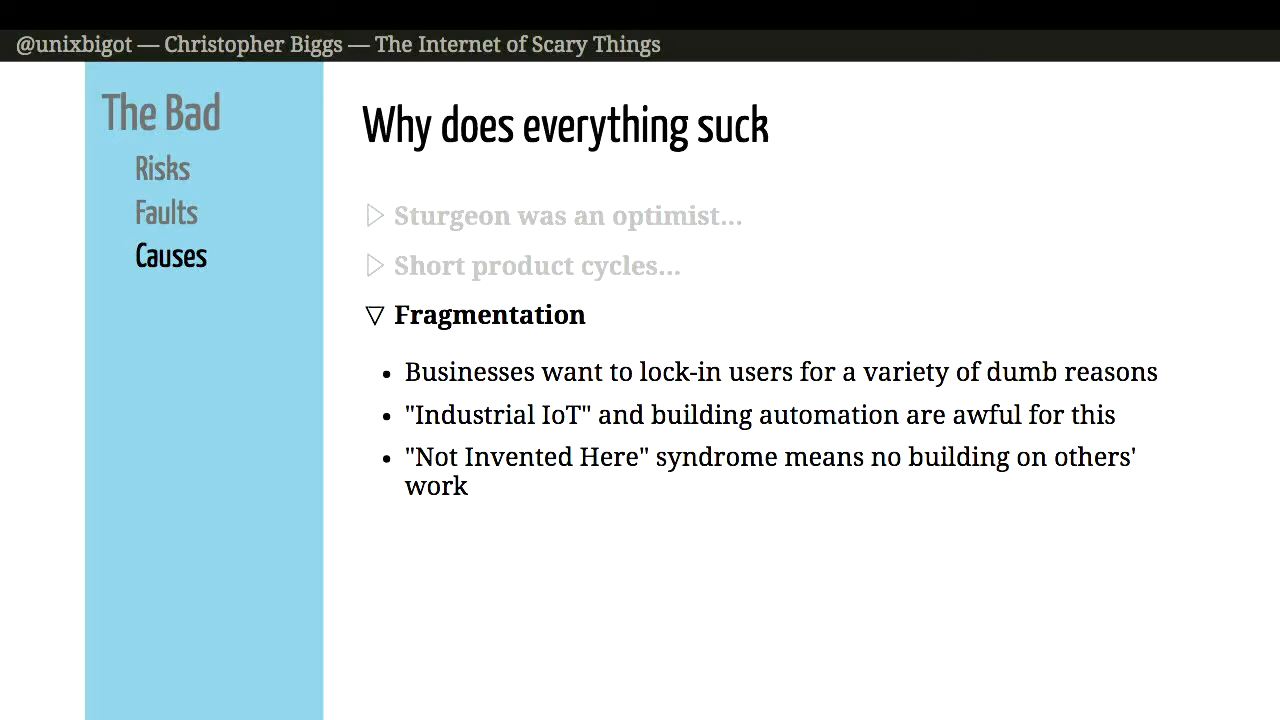 @unixbigot — Christopher Biggs — The Internet of Scary Things
The Bad
Risks
Faults
Causes
Why does everything suck
▷ Sturgeon was an optimist...
▷ Short product cycles...
▽ Fragmentation
• Businesses want to lock-in users for a variety of dumb reasons
• "Industrial IoT" and building automation are awful for this
• "Not Invented Here" syndrome means no building on others'
work